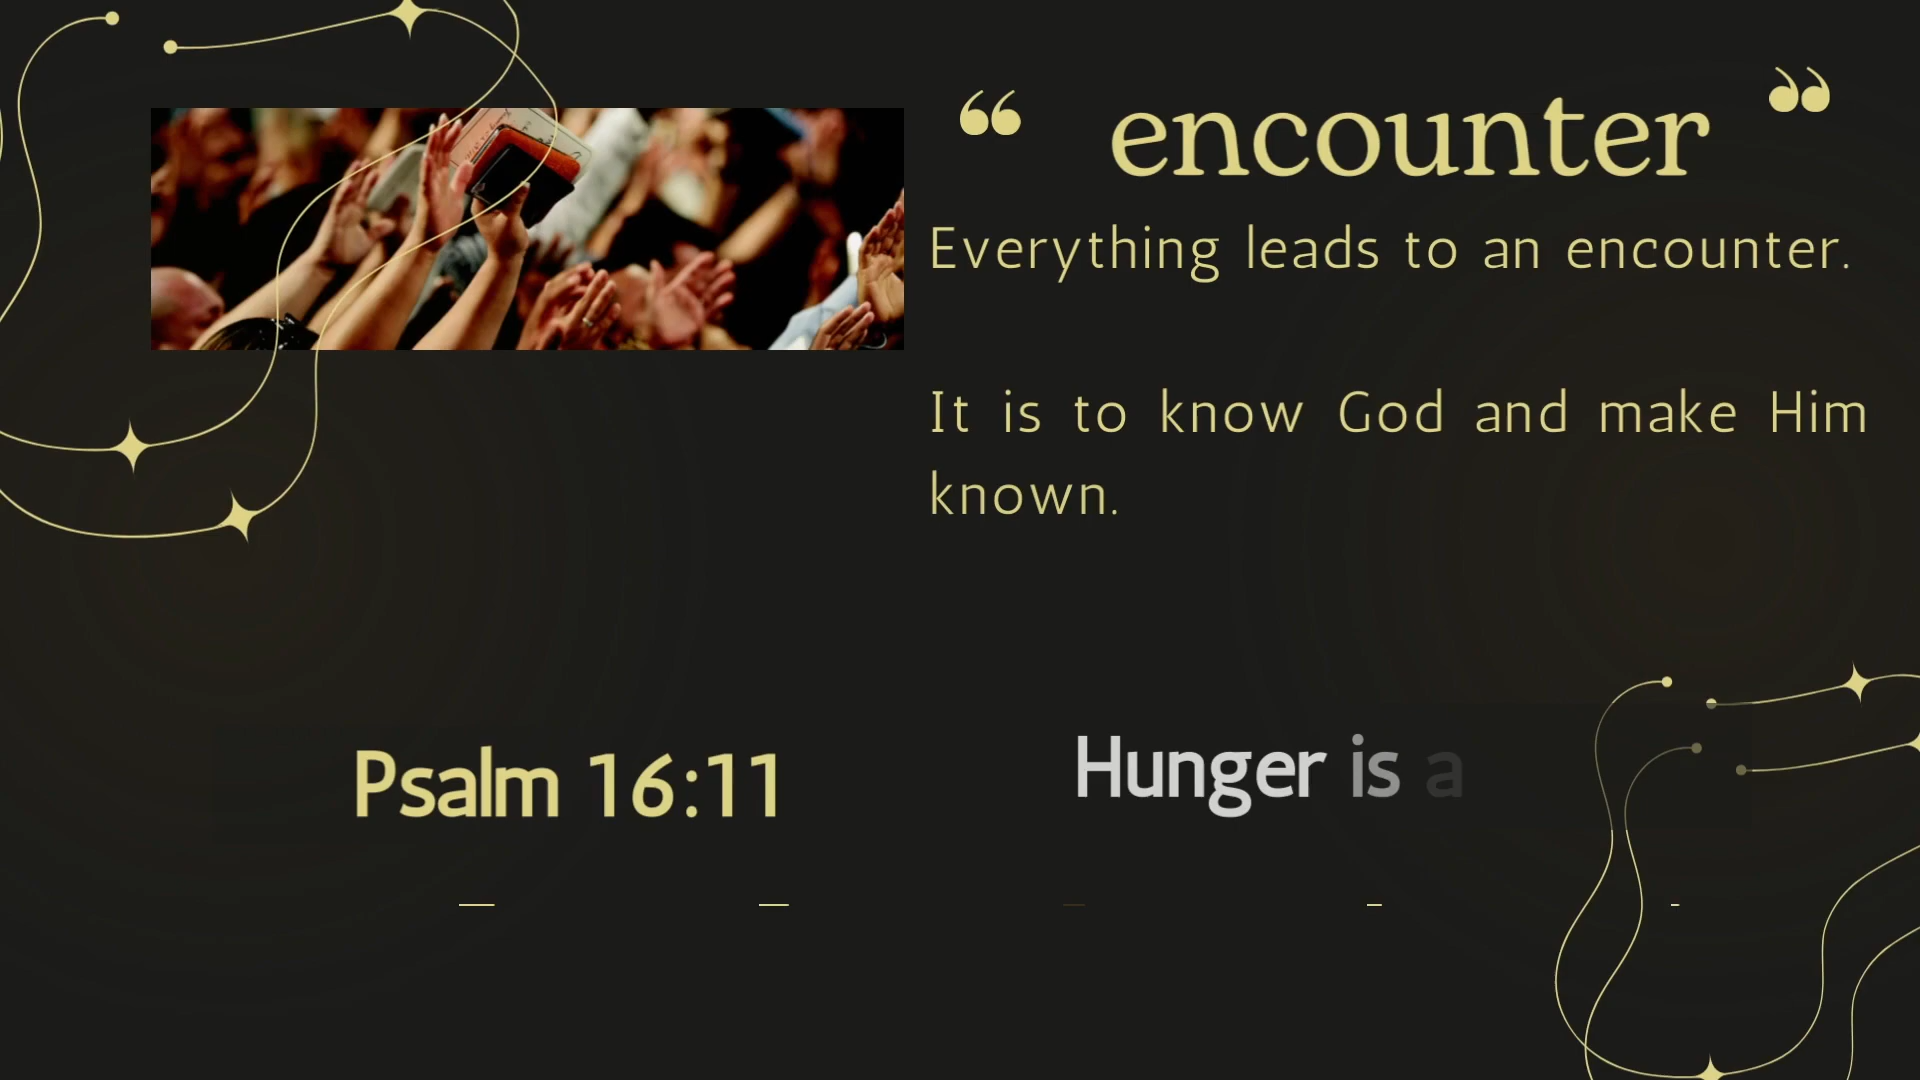 “ encounter ”
Everything leads to an encounter.
It is to know God and make Him
known.
Psalm 16:11
Hunger is a